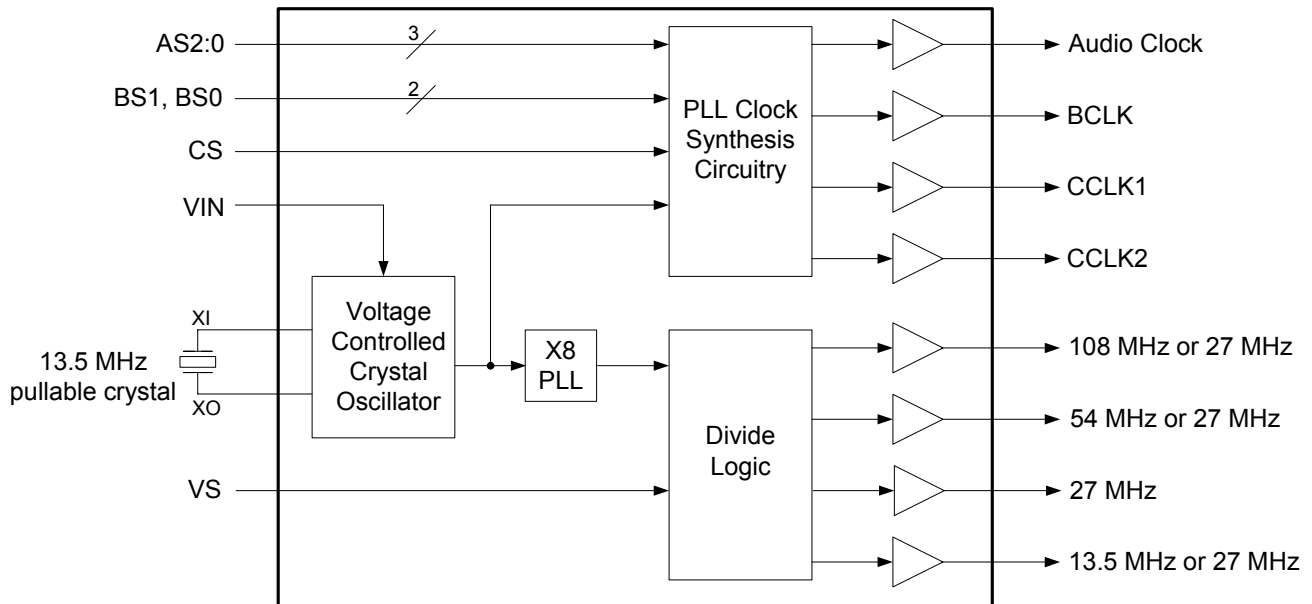 AS2:0
3
Audio Clock
BS1, BS0
2
PLL Clock
Synthesis
Circuitry
BCLK
CS
CCLK1
VIN
CCLK2
Voltage
Controlled
Crystal
Oscillator
XI
13.5 MHz
pullable crystal
XO
X8
PLL
108 MHz or 27 MHz
54 MHz or 27 MHz
Divide
Logic
VS
27 MHz
13.5 MHz or 27 MHz